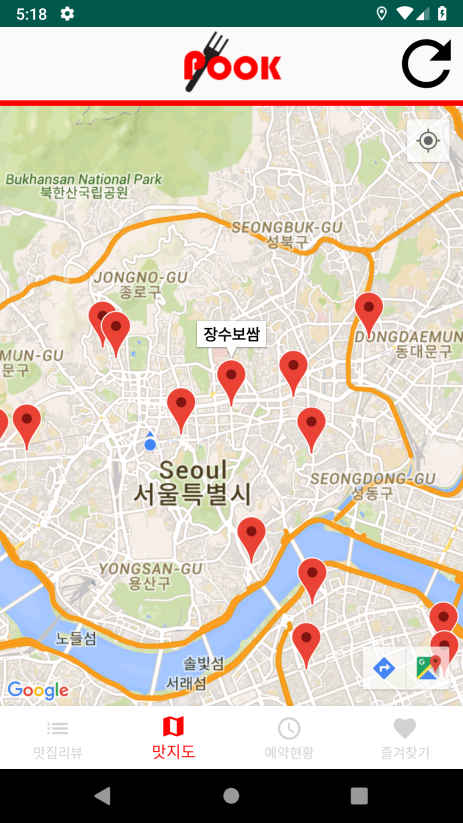 5:18
POOK
Bukhansan National Park
북한산국립공원
SEONGBUK-GU
성북구
JONGNO-GU
종로구
장수보쌈
DONGDAEMUN
동대문구
MUN-GU
문구
Seoul
서울특별시
SEONGDONG-GU
성동구
YONGSAN-GU
용산구
노들섬
솔빛섬
서래섬
Google
맛집리뷰
맛지도
예약현황
즐겨찾기